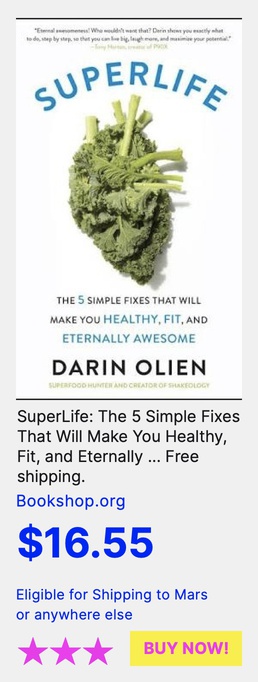 "Eternal awesomeness! Who wouldn't want that? Darin shows you exactly what
to do, step by step, so that you can live big, laugh more, and maximize your potential."
—Tony Horton, creator of P90X
SUPERLIFE
THE 5 SIMPLE FIXES THAT WILL
MAKE YOU HEALTHY, FIT, AND
ETERNALLY AWESOME
DARIN OLIEN
SUPERFOOD HUNTER AND CREATOR OF SHAKEOLOGY
SuperLife: The 5 Simple Fixes
That Will Make You Healthy,
Fit, and Eternally ... Free
shipping.
Bookshop.org
$16.55
Eligible for Shipping to Mars
or anywhere else
BUY NOW!